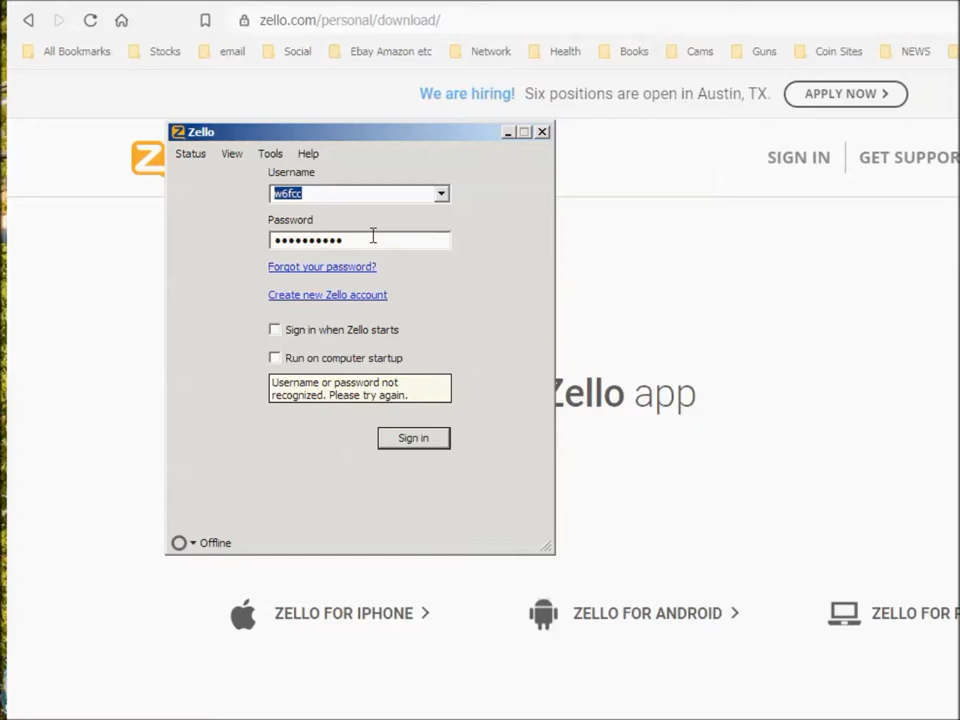 zello.com/personal/download/
All Bookmarks Stocks email Social Ebay Amazon etc Network Health Books Cams Guns Coin Sites NEWS
We are hiring! Six positions are open in Austin, TX. APPLY NOW
SIGN IN GET SUPPOR
Zello
Status View Tools Help
Username
w6fcc
Password
Forgot your password?
Create new Zello account
Sign in when Zello starts
Run on computer startup
Username or password not
recognized. Please try again.
Zello app
Sign in
Offline
ZELLO FOR IPHONE ZELLO FOR ANDROID ZELLO FOR